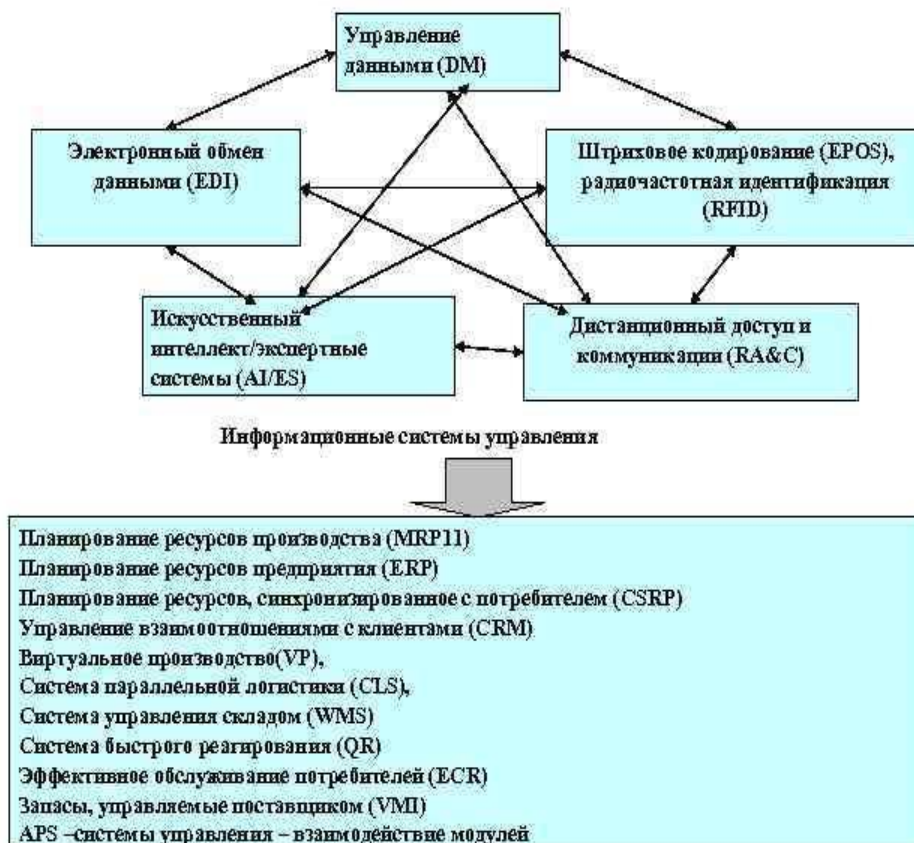 Управление
данными (DM)
Электронный обмен
данными (EDI)
Штриховое кодирование (EPOS),
радиочастотная идентификация
(RFID)
Искусственный
интеллект/экспертные
системы (AI/ES)
Дистанционный доступ и
коммуникации (RA&C)
Информационные системы управления
Планирование ресурсов производства (MRP11)
Планирование ресурсов предприятия (ERP)
Планирование ресурсов, синхронизированное с потребителем (CSRP)
Управление взаимоотношениями с клиентами (CRM)
Виртуальное производство(VP),
Система параллельной логистики (CLS),
Система управления складом (WMS)
Система быстрого реагирования (QR)
Эффективное обслуживание потребителей (ECR)
Запасы, управляемые поставщиком (VMI)
APS –системы управления – взаимодействие модулей